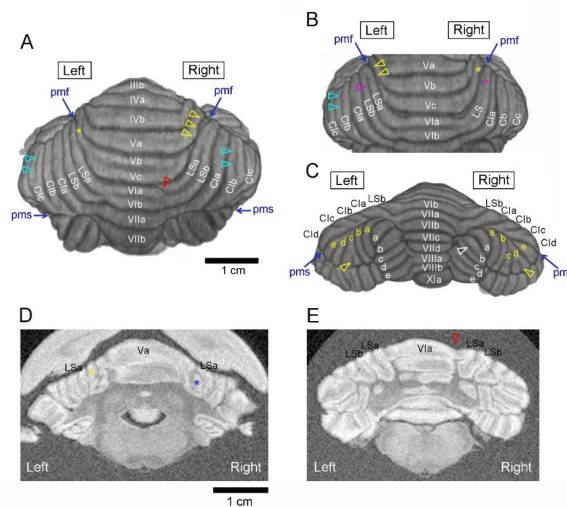 A
Left
Right
pmf
pmf
IIIb
IVa
IVb
Va
Vb
Vc
VIa
VIb
VIIa
VIIb
LSa
LSb
CIa
CIb
CIc
LSa
LSb
CIa
CIb
CIc
pms
pms
1 cm
B
Left
Right
pmf
pmf
Va
Vb
Vc
VIa
VIb
LSa
LSb
CIa
CIb
CIc
LS
CIa
Cb
Cc
C
Left
Right
LSb
CIa
CIb
CIc
CId
LSb
CIa
CIb
CIc
CId
VIb
VIIa
VIIb
VIIc
VIId
VIIIa
VIIIb
XIa
e d c b a
a
b
c
d
e
a b c d e
a
b
c
d
e
pms
pms
D
Va
LSa
LSa
Left
Right
1 cm
E
VIa
LSa
LSb
LSa
LSb
Left
Right